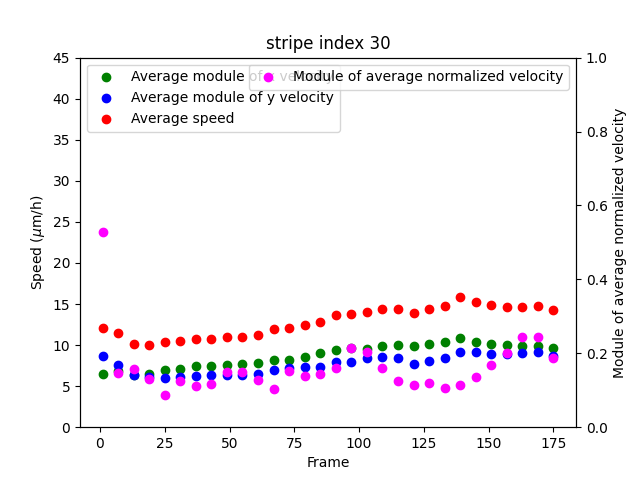 stripe index 30
Average module of x velocity
Average module of y velocity
Average speed
Module of average normalized velocity
Speed (μm/h)
45
40
35
30
25
20
15
10
5
0
1.0
0.8
0.6
0.4
0.2
0.0
Module of average normalized velocity
0 25 50 75 100 125 150 175
Frame